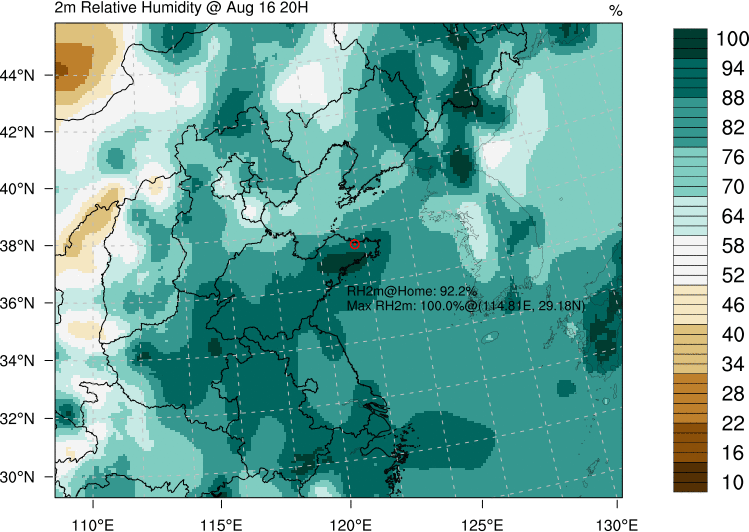 2m Relative Humidity @ Aug 16 20H
%
44°N
42°N
40°N
38°N
36°N
34°N
32°N
30°N
110°E
115°E
120°E
125°E
130°E
RH2m@Home: 92.2%
Max RH2m: 100.0%@(114.81E, 29.18N)
100
94
88
82
76
70
64
58
52
46
40
34
28
22
16
10